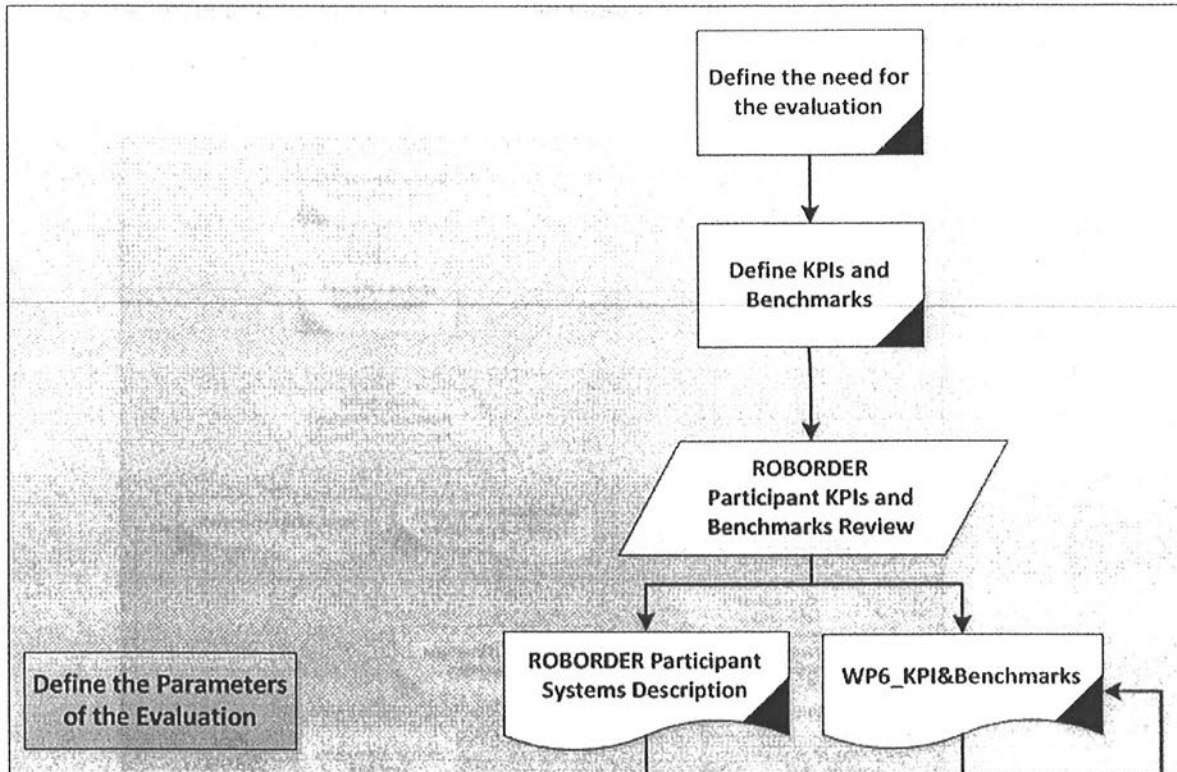 Define the need for
the evaluation
Define KPIs and
Benchmarks
ROBORDER
Participant KPIs and
Benchmarks Review
ROBORDER Participant
Systems Description
WP6_KPI&Benchmarks
Define the Parameters
of the Evaluation